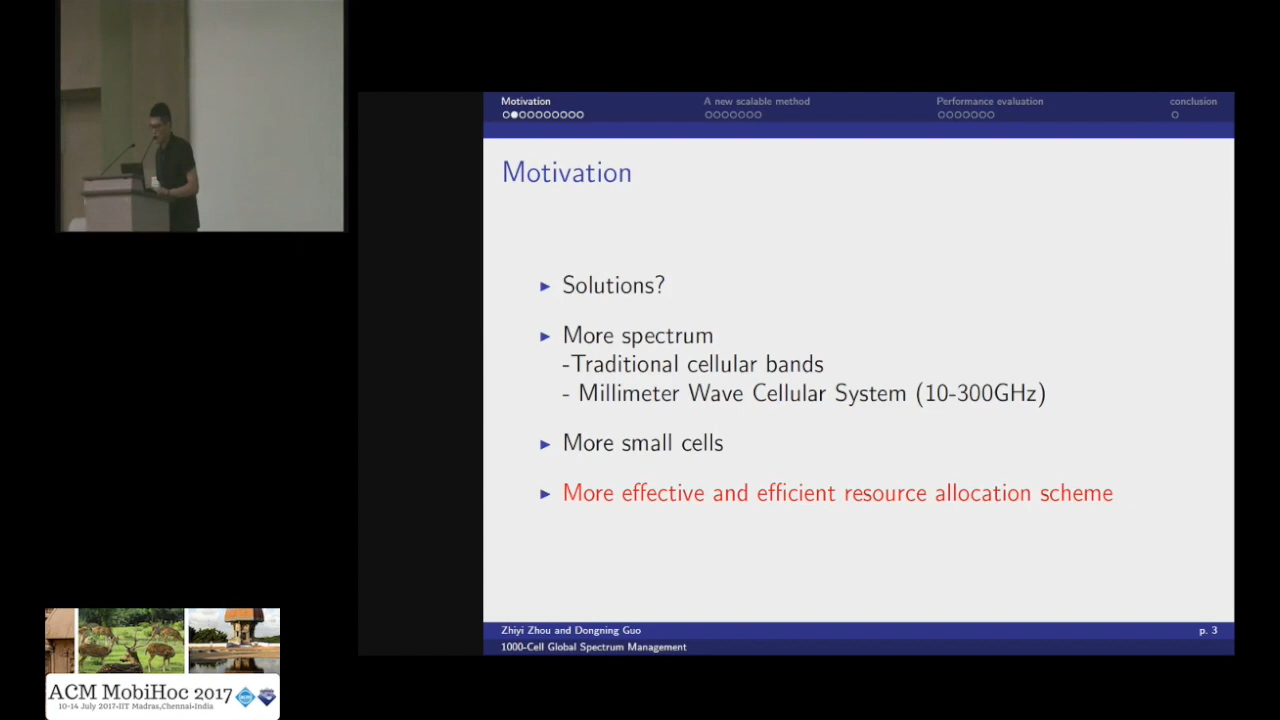 Motivation
A new scalable method
Performance evaluation
conclusion
Motivation
Solutions?
More spectrum
-Traditional cellular bands
- Millimeter Wave Cellular System (10-300GHz)
More small cells
More effective and efficient resource allocation scheme
Zhiyi Zhou and Dongning Guo
p. 3
1000-Cell Global Spectrum Management
ACM MobiHoc 2017
10-14 July 2017•IIT Madras,Chennai•India